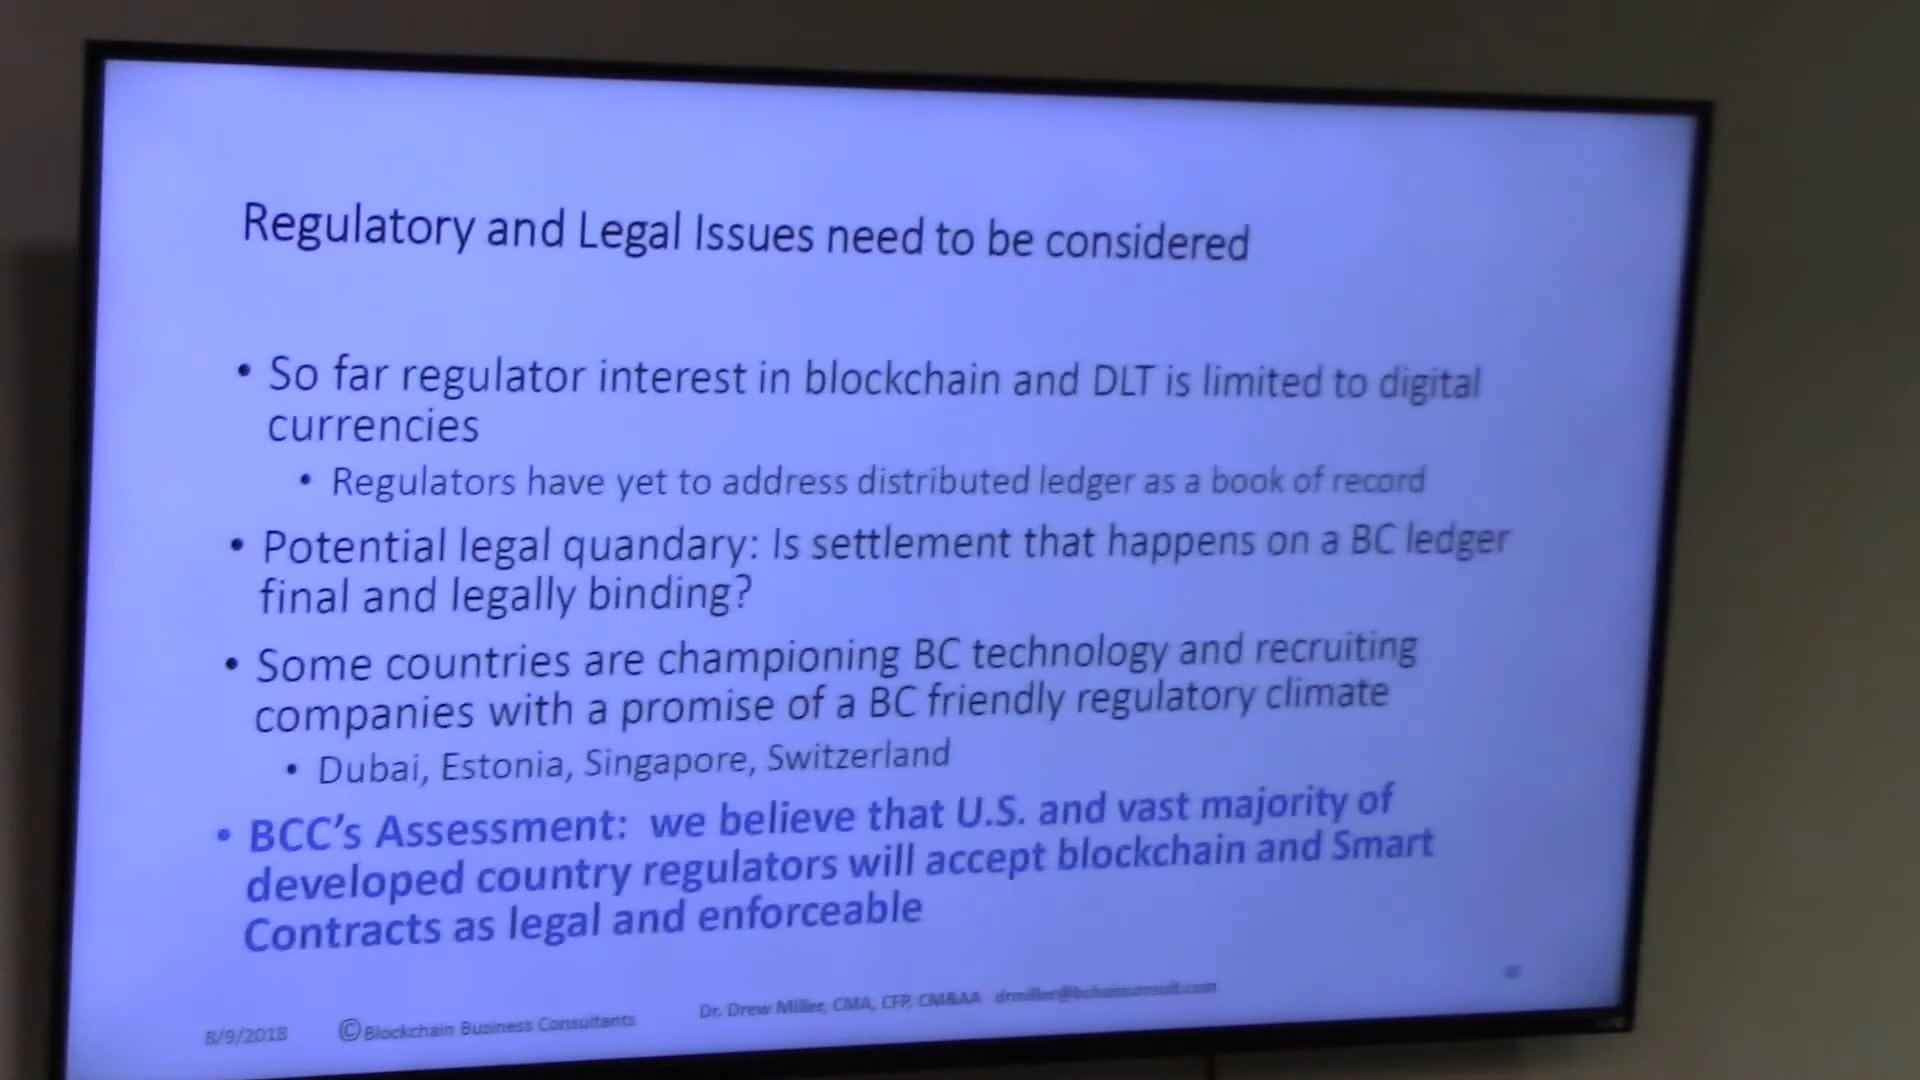 Regulatory and Legal Issues need to be considered
• So far regulator interest in blockchain and DLT is limited to digital
currencies
• Regulators have yet to address distributed ledger as a book of record
• Potential legal quandary: Is settlement that happens on a BC ledger
final and legally binding?
• Some countries are championing BC technology and recruiting
companies with a promise of a BC friendly regulatory climate
• Dubai, Estonia, Singapore, Switzerland
• BCC's Assessment: we believe that U.S. and vast majority of
developed country regulators will accept blockchain and Smart
Contracts as legal and enforceable
8/9/2018 ©Blockchain Business Consultants Dr. Drew Miller, CMA, CFP, CM&AA drmiller@bchainconsult.com